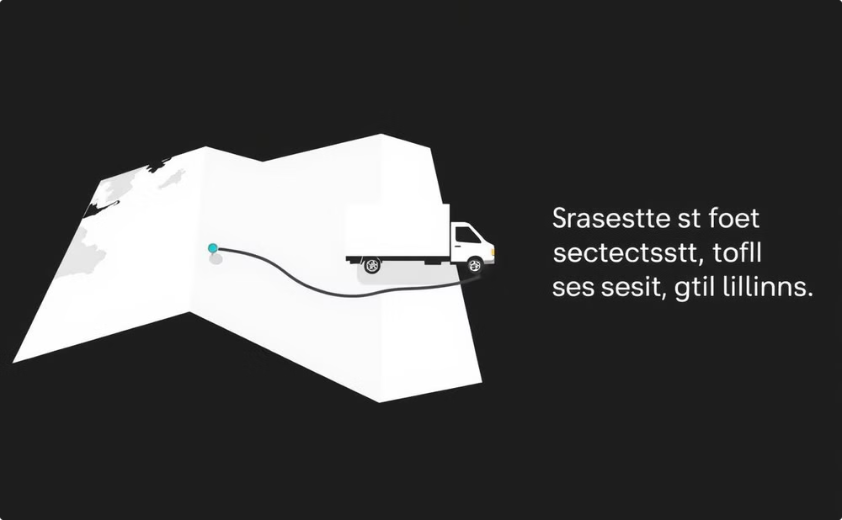 Srasestte st foet
sectectsstt, tofll
ses sesit, gtil lillinns.